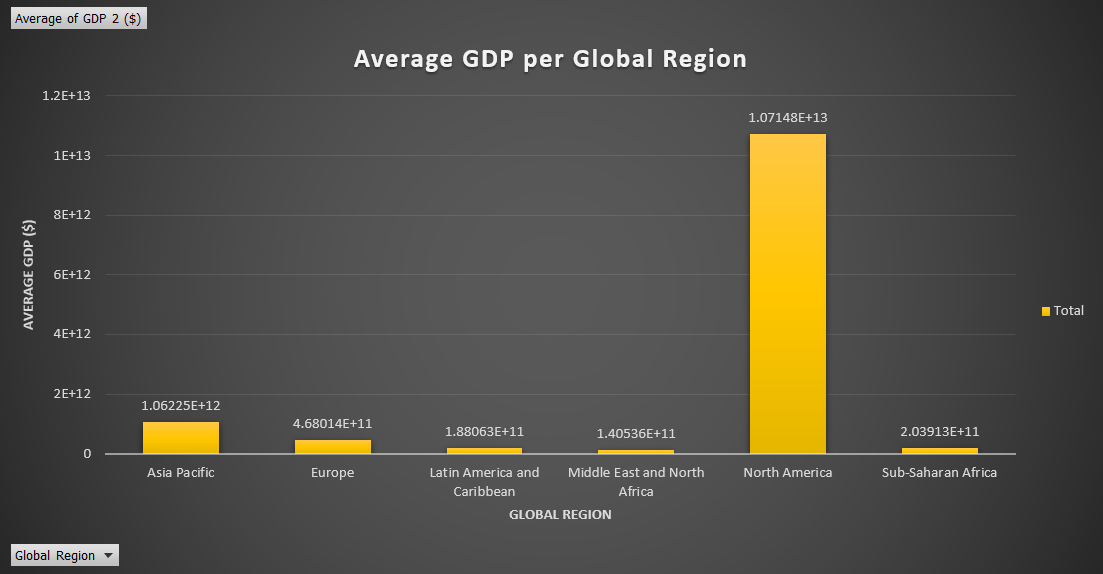 Average of GDP 2 ($)
Average GDP per Global Region
1.2E+13
1E+13
8E+12
6E+12
4E+12
2E+12
0
AVERAGE GDP ($)
1.06225E+12
4.68014E+11
1.88063E+11
1.40536E+11
1.07148E+13
2.03913E+11
Total
Asia Pacific
Europe
Latin America and
Caribbean
Middle East and North
Africa
North America
Sub-Saharan Africa
GLOBAL REGION
Global Region